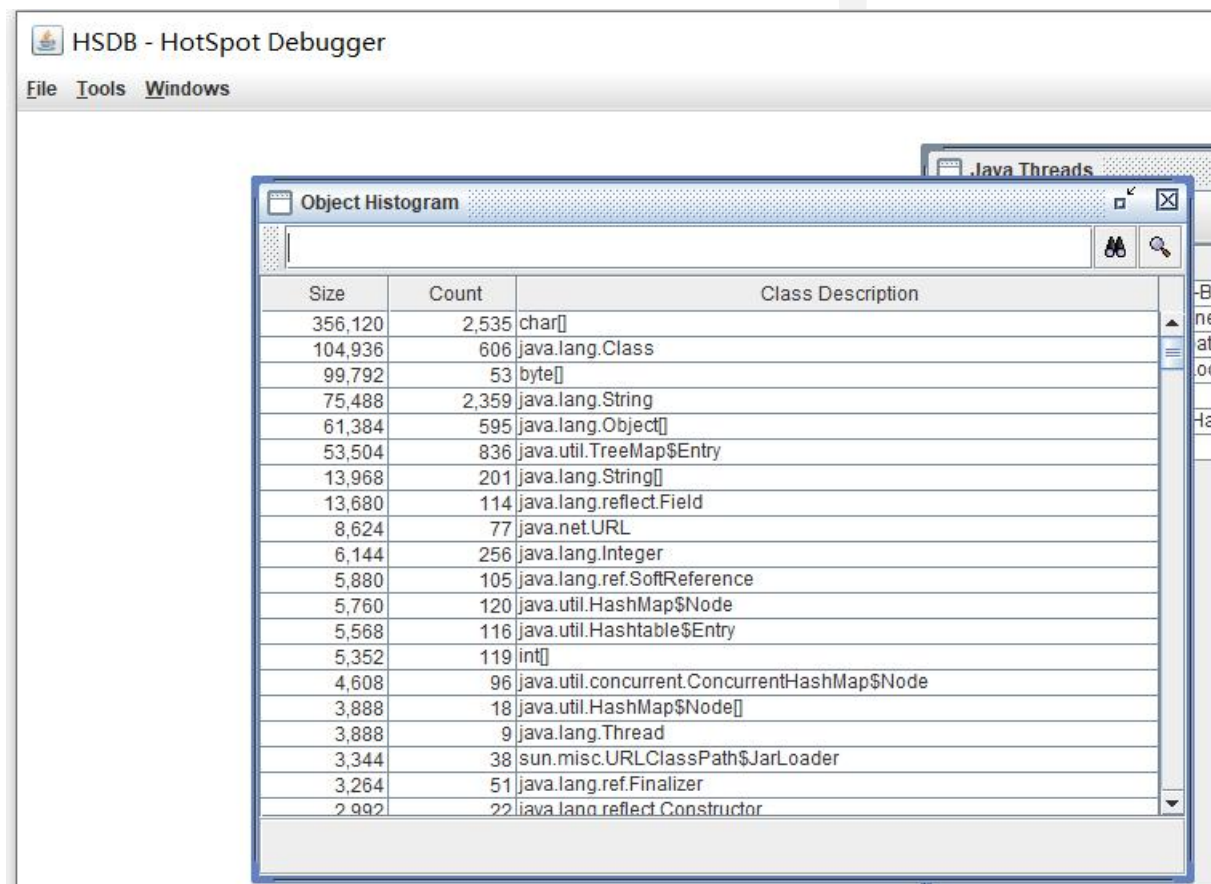 HSDB - HotSpot Debugger
File Tools Windows
Java Threads
Object Histogram
Size Count Class Description
356,120 2,535 char[]
104,936 606 java.lang.Class
99,792 53 byte[]
75,488 2,359 java.lang.String
61,384 595 java.lang.Object[]
53,504 836 java.util.TreeMap$Entry
13,968 201 java.lang.String[]
13,680 114 java.lang.reflect.Field
8,624 77 java.net.URL
6,144 256 java.lang.Integer
5,880 105 java.lang.ref.SoftReference
5,760 120 java.util.HashMap$Node
5,568 116 java.util.Hashtable$Entry
5,352 119 int[]
4,608 96 java.util.concurrent.ConcurrentHashMap$Node
3,888 18 java.util.HashMap$Node[]
3,888 9 java.lang.Thread
3,344 38 sun.misc.URLClassPath$JarLoader
3,264 51 java.lang.ref.Finalizer
2,992 22 java.lang.reflect.Constructor